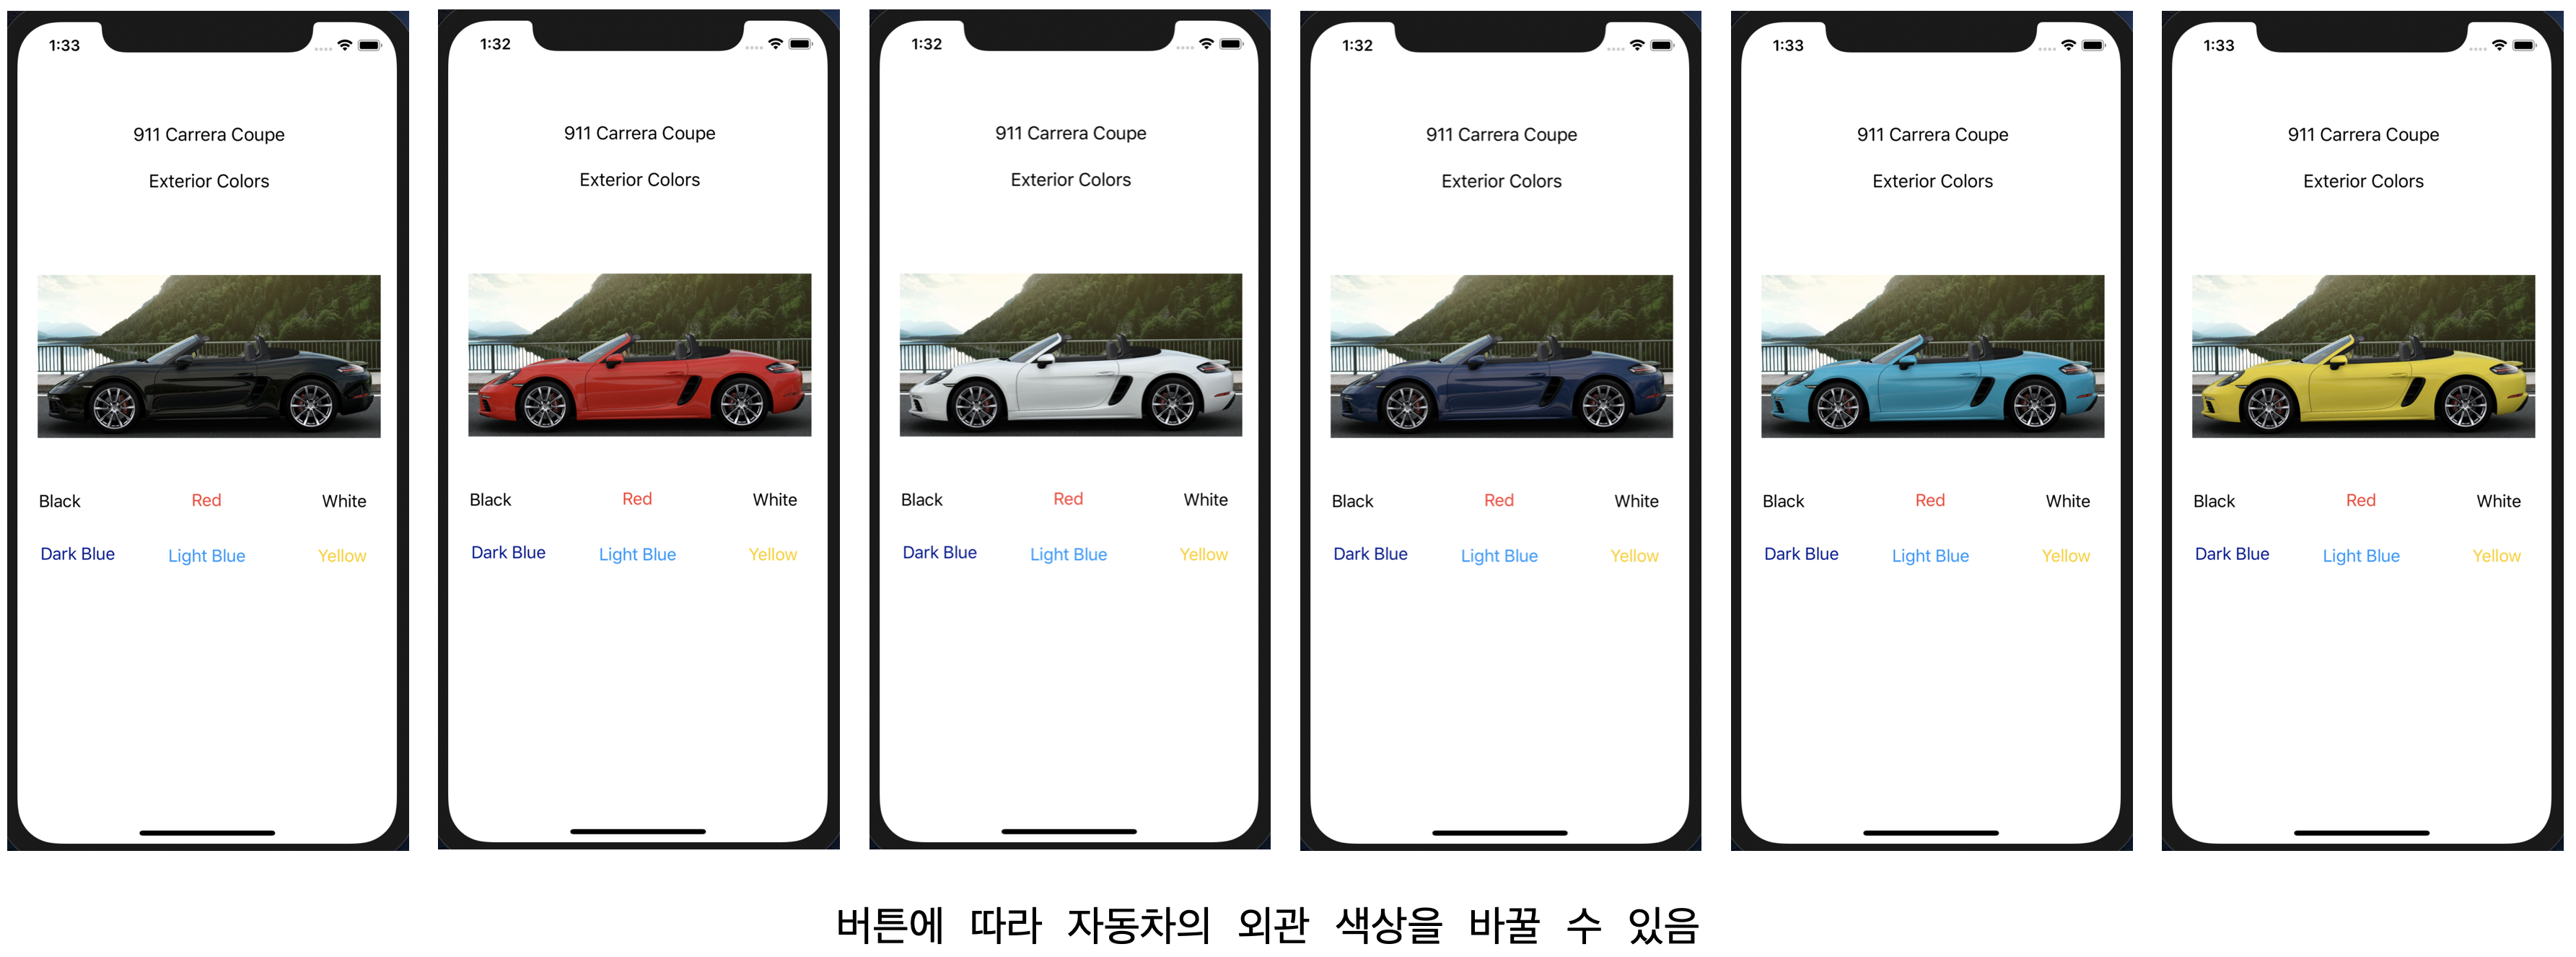 1:33
911 Carrera Coupe
Exterior Colors
Black Red White
Dark Blue Light Blue Yellow
1:32
911 Carrera Coupe
Exterior Colors
Black Red White
Dark Blue Light Blue Yellow
1:32
911 Carrera Coupe
Exterior Colors
Black Red White
Dark Blue Light Blue Yellow
1:32
911 Carrera Coupe
Exterior Colors
Black Red White
Dark Blue Light Blue Yellow
1:33
911 Carrera Coupe
Exterior Colors
Black Red White
Dark Blue Light Blue Yellow
1:33
911 Carrera Coupe
Exterior Colors
Black Red White
Dark Blue Light Blue Yellow
버튼에 따라 자동차의 외관 색상을 바꿀 수 있음